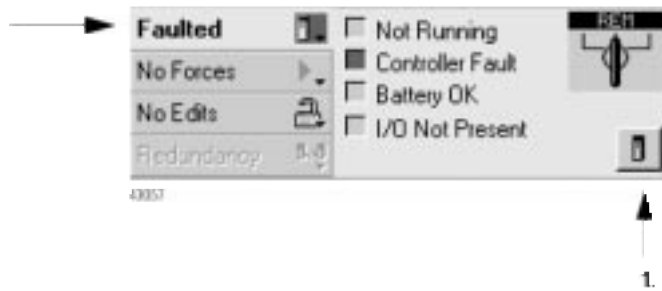 Faulted
No Forces
No Edits
Redundancy
Not Running
Controller Fault
Battery OK
I/O Not Present
REM
43057
1.